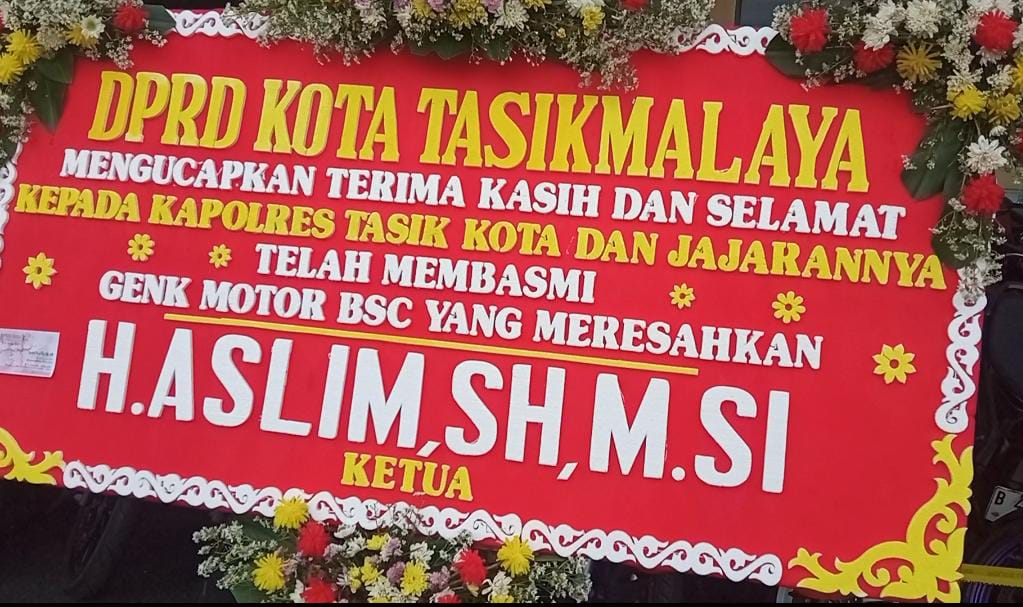 DPRD KOTA TASIKMALAYA
MENGUCAPKAN TERIMA KASIH DAN SELAMAT
KEPADA KAPOLRES TASIK KOTA DAN JAJARANNYA
TELAH MEMBASMI
GENK MOTOR BSC YANG MERESAHKAN
H.ASLIM,SH,M.SI
KETUA
B